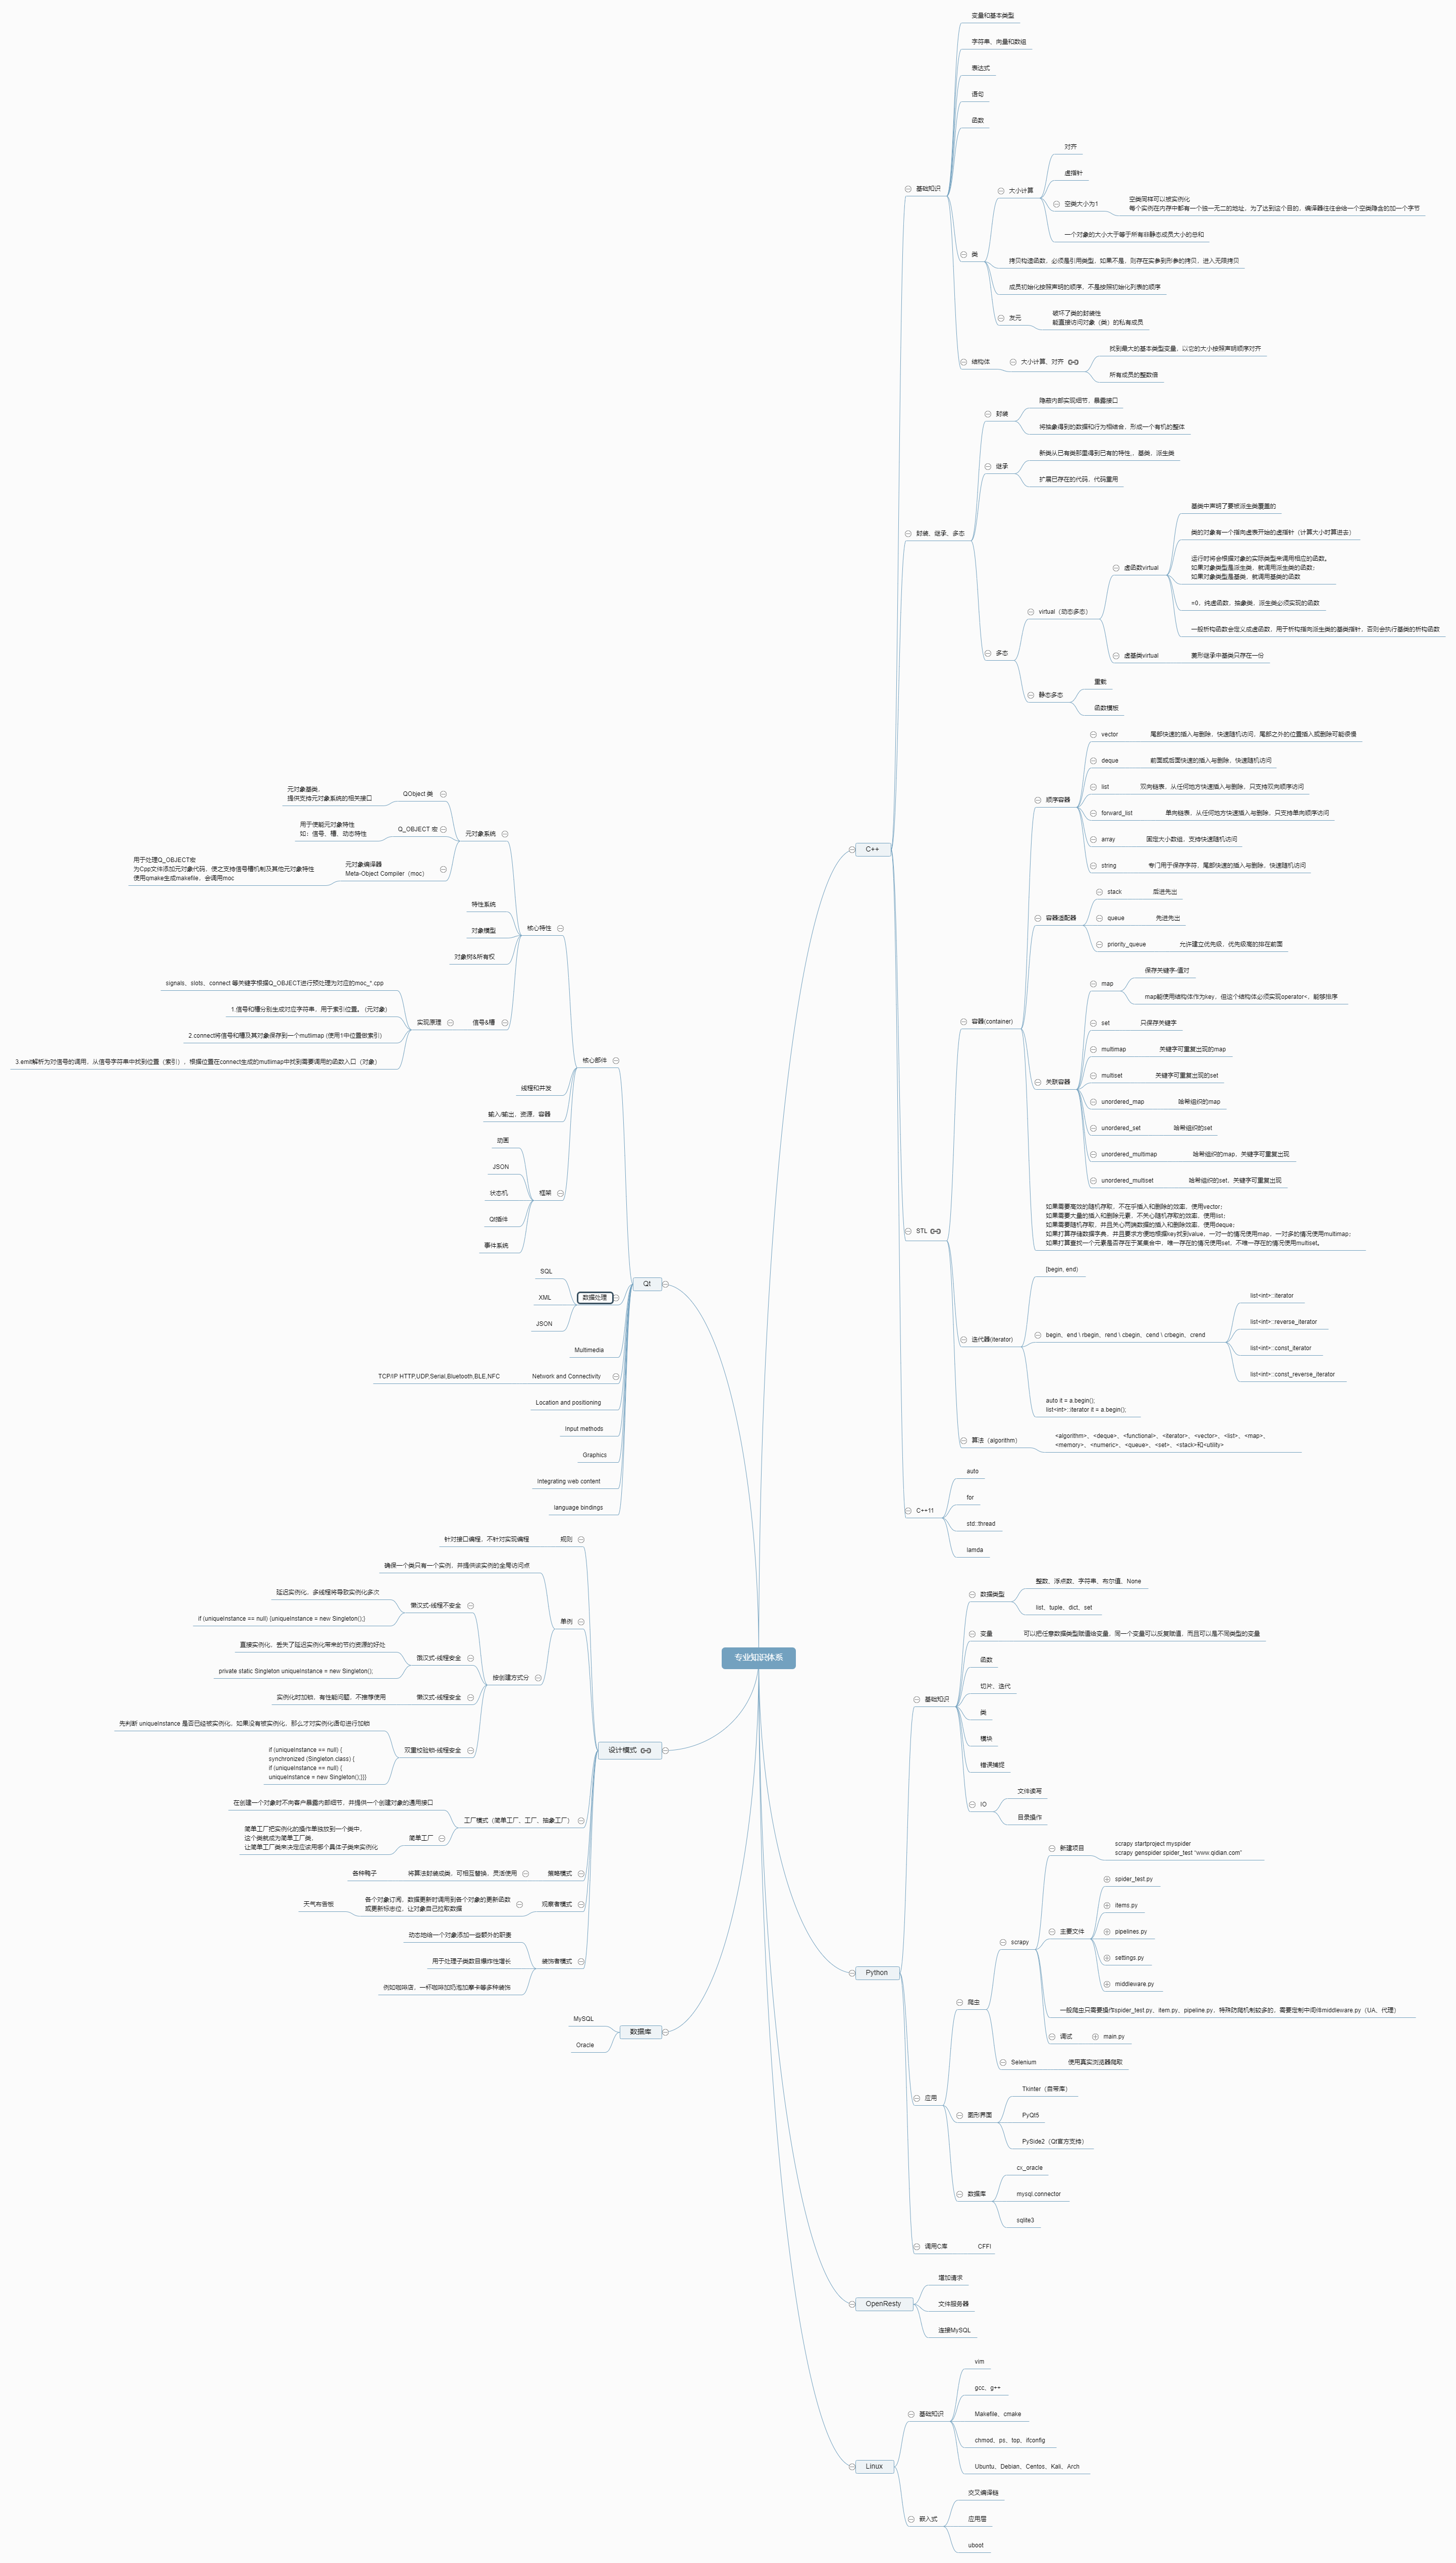 专业知识体系
C++
基础知识
变量和基本类型
字符串、向量和数组
表达式
语句
函数
类
大小计算
对齐
虚指针
空类大小为1
空类同样可以被实例化
每个实例在内存中都有一个独一无二的地址，为了达到这个目的，编译器往往会给一个空类隐含的加一个字节
一个对象的大小大于等于所有非静态成员大小的总和
拷贝构造函数，必须是引用类型，如果不是，则存在实参到形参的拷贝，进入无限拷贝
成员初始化按照声明的顺序，不是按照初始化列表的顺序
友元
破坏了类的封装性
能直接访问对象（类）的私有成员
结构体
大小计算、对齐
找到最大的基本类型变量，以它的大小按照声明顺序对齐
所有成员的整数倍
封装、继承、多态
封装
隐蔽内部实现细节，暴露接口
将抽象得到的数据和行为相结合，形成一个有机的整体
继承
新类从已有类那里得到已有的特性,，基类，派生类
扩展已存在的代码，代码重用
多态
virtual（动态多态）
虚函数virtual
基类中声明了要被派生类覆盖的
类的对象有一个指向虚表开始的虚指针（计算大小时算进去）
运行时将会根据对象的实际类型来调用相应的函数。
如果对象类型是派生类，就调用派生类的函数；
如果对象类型是基类，就调用基类的函数
=0，纯虚函数，抽象类，派生类必须实现的函数
一般析构函数会定义成虚函数，用于析构指向派生类的基类指针，否则会执行基类的析构函数
虚基类virtual
菱形继承中基类只存在一份
静态多态
重载
函数模板
STL
容器(container)
顺序容器
vector
尾部快速的插入与删除，快速随机访问，尾部之外的位置插入或删除可能很慢
deque
前面或后面快速的插入与删除，快速随机访问
list
双向链表，从任何地方快速插入与删除，只支持双向顺序访问
forward_list
单向链表，从任何地方快速插入与删除，只支持单向顺序访问
array
固定大小数组，支持快速随机访问
string
专门用于保存字符，尾部快速的插入与删除，快速随机访问
容器适配器
stack
后进先出
queue
先进先出
priority_queue
允许建立优先级，优先级高的排在前面
关联容器
map
保存关键字-值对
map能使用结构体作为key，但这个结构体必须实现operator<，能够排序
set
只保存关键字
multimap
关键字可重复出现的map
multiset
关键字可重复出现的set
unordered_map
哈希组织的map
unordered_set
哈希组织的set
unordered_multimap
哈希组织的map，关键字可重复出现
unordered_multiset
哈希组织的set，关键字可重复出现
如果需要高效的随机存取，不在乎插入和删除的效率，使用vector；
如果需要大量的插入和删除元素，不关心随机存取的效率，使用list；
如果需要随机存取，并且关心两端数据的插入和删除效率，使用deque；
如果打算存储数据字典，并且要求方便地根据key找到value，一对一的情况使用map，一对多的情况使用multimap；
如果打算查找一个元素是否存在于某集合中，唯一存在的情况使用set，不唯一存在的情况使用multiset。
迭代器(iterator)
[begin, end)
begin，end \ rbegin，rend \ cbegin，cend \ crbegin，crend
list<int>::iterator
list<int>::reverse_iterator
list<int>::const_iterator
list<int>::const_reverse_iterator
auto it = a.begin();
list<int>::iterator it = a.begin();
算法（algorithm）
<algorithm>、<deque>、<functional>、<iterator>、<vector>、<list>、<map>、
<memory>、<numeric>、<queue>、<set>、<stack>和<utility>
C++11
auto
for
std::thread
lamda
Python
基础知识
数据类型
整数、浮点数、字符串、布尔值、None
list、tuple、dict、set
变量
可以把任意数据类型赋值给变量，同一个变量可以反复赋值，而且可以是不同类型的变量
函数
切片、迭代
类
模块
错误捕捉
IO
文件读写
目录操作
应用
爬虫
scrapy
新建项目
scrapy startproject myspider
scrapy genspider spider_test "www.qidian.com"
主要文件
spider_test.py
items.py
pipelines.py
settings.py
middleware.py
一般爬虫只需要操作spider_test.py、item.py、pipeline.py，特殊防爬机制较多的，需要定制中间件middleware.py（UA、代理）
调试
main.py
Selenium
使用真实浏览器爬取
图形界面
Tkinter（自带库）
PyQt5
PySide2（Qt官方支持）
数据库
cx_oracle
mysql.connector
sqlite3
调用C库
CFFI
OpenResty
增加请求
文件服务器
连接MySQL
Linux
基础知识
vim
gcc、g++
Makefile、cmake
chmod、ps、top、ifconfig
Ubuntu、Debian、Centos、Kali、Arch
嵌入式
交叉编译链
应用层
uboot
Qt
核心部件
核心特性
元对象系统
QObject 类
元对象基类，
提供支持元对象系统的相关接口
Q_OBJECT 宏
用于使能元对象特性
如：信号、槽、动态特性
元对象编译器
Meta-Object Compiler（moc）
用于处理Q_OBJECT宏
为Cpp文件添加元对象代码，使之支持信号槽机制及其他元对象特性
使用qmake生成makefile，会调用moc
特性系统
对象模型
对象树&所有权
信号&槽
实现原理
signals、slots、connect 等关键字根据Q_OBJECT进行预处理为对应的moc_*.cpp
1.信号和槽分别生成对应字符串，用于索引位置。 (元对象)
2.connect将信号和槽及其对象保存到一个mutlimap (使用1中位置做索引)
3.emit解析为对信号的调用，从信号字符串中找到位置（索引），根据位置在connect生成的mutlimap中找到需要调用的函数入口（对象）
线程和并发
输入/输出、资源、容器
框架
动画
JSON
状态机
Qt插件
事件系统
数据处理
SQL
XML
JSON
Multimedia
Network and Connectivity
TCP/IP HTTP,UDP,Serial,Bluetooth,BLE,NFC
Location and positioning
Input methods
Graphics
Integrating web content
language bindings
设计模式
规则
针对接口编程，不针对实现编程
单例
确保一个类只有一个实例，并提供该实例的全局访问点
按创建方式分
懒汉式-线程不安全
延迟实例化，多线程将导致实例化多次
if (uniqueInstance == null) {uniqueInstance = new Singleton();}
饿汉式-线程安全
直接实例化，丢失了延迟实例化带来的节约资源的好处
private static Singleton uniqueInstance = new Singleton();
懒汉式-线程安全
实例化时加锁，有性能问题，不推荐使用
双重校验锁-线程安全
先判断 uniqueInstance 是否已经被实例化，如果没有被实例化，那么才对实例化语句进行加锁
if (uniqueInstance == null) {
synchronized (Singleton.class) {
if (uniqueInstance == null) {
uniqueInstance = new Singleton();}}}
工厂模式（简单工厂、工厂、抽象工厂）
在创建一个对象时不向客户暴露内部细节，并提供一个创建对象的通用接口
简单工厂
简单工厂把实例化的操作单独放到一个类中，
这个类就成为简单工厂类，
让简单工厂类来决定应该用哪个具体子类来实例化
策略模式
将算法封装成类，可相互替换，灵活使用
各种鸭子
观察者模式
各个对象订阅，数据更新时调用到各个对象的更新函数
或更新标志位，让对象自己拉取数据
天气布告板
装饰者模式
动态地给一个对象添加一些额外的职责
用于处理子类数目爆炸性增长
例如咖啡店，一杯咖啡加奶泡加摩卡等多种装饰
数据库
MySQL
Oracle